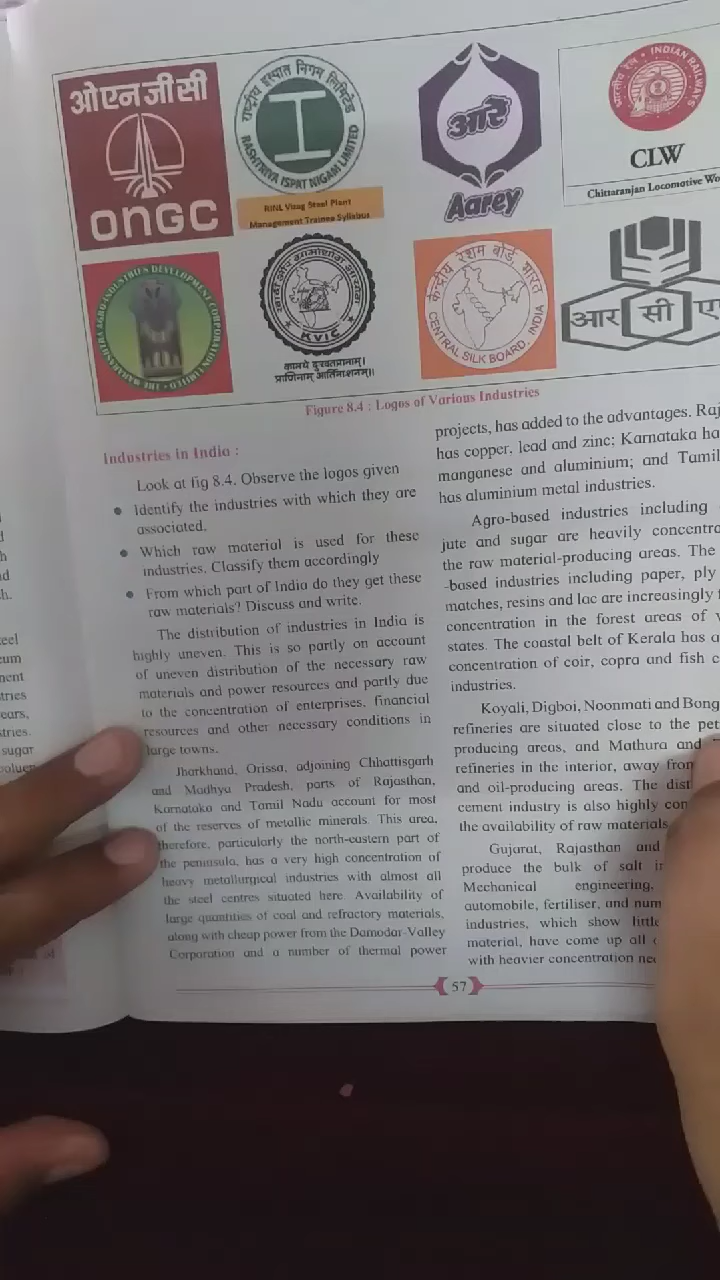 ओएनजीसी
ONGC
राष्ट्रीय इस्पात निगम लिमिटेड
RASHTRIYA ISPAT NIGAM LIMITED
RINL Vizag Steel Plant
Management Trainee Syllabus
आरे
Aarey
INDIAN RAILWAYS
CLW
Chittaranjan Locomotive Wo
THE MAHARASHTRA AGRO-INDUSTRIES DEVELOPMENT CORPORATION LIMITED
KVIC
केन्द्रीय रेशम बोर्ड, भारत
CENTRAL SILK BOARD, INDIA
आर सी ए
Figure 8.4 : Logos of Various Industries
Industries in India :
Look at fig 8.4. Observe the logos given
• Identify the industries with which they are
associated.
• Which raw material is used for these
industries. Classify them accordingly
• From which part of India do they get these
raw materials? Discuss and write.
The distribution of industries in India is
highly uneven. This is so partly on account
of uneven distribution of the necessary raw
materials and power resources and partly due
to the concentration of enterprises, financial
resources and other necessary conditions in
large towns.
Jharkhand, Orissa, adjoining Chhattisgarh
and Madhya Pradesh, parts of Rajasthan,
Karnataka and Tamil Nadu account for most
of the reserves of metallic minerals. This area,
therefore, particularly the north-eastern part of
the peninsula, has a very high concentration of
heavy metallurgical industries with almost all
the steel centres situated here. Availability of
large quantities of coal and refractory materials,
along with cheap power from the Damodar-Valley
Corporation and a number of thermal power
projects, has added to the advantages. Raj
has copper, lead and zinc; Karnataka ha
manganese and aluminium; and Tamil
has aluminium metal industries.
Agro-based industries including
jute and sugar are heavily concentra
the raw material-producing areas. The
-based industries including paper, ply
matches, resins and lac are increasingly
concentration in the forest areas of v
states. The coastal belt of Kerala has a
concentration of coir, copra and fish c
industries.
Koyali, Digboi, Noonmati and Bong
refineries are situated close to the pet
producing areas, and Mathura and
refineries in the interior, away from
and oil-producing areas. The dist
cement industry is also highly con
the availability of raw materials
Gujarat, Rajasthan and
produce the bulk of salt i
Mechanical engineering,
automobile, fertiliser, and num
industries, which show little
material, have come up all
with heavier concentration ne
57